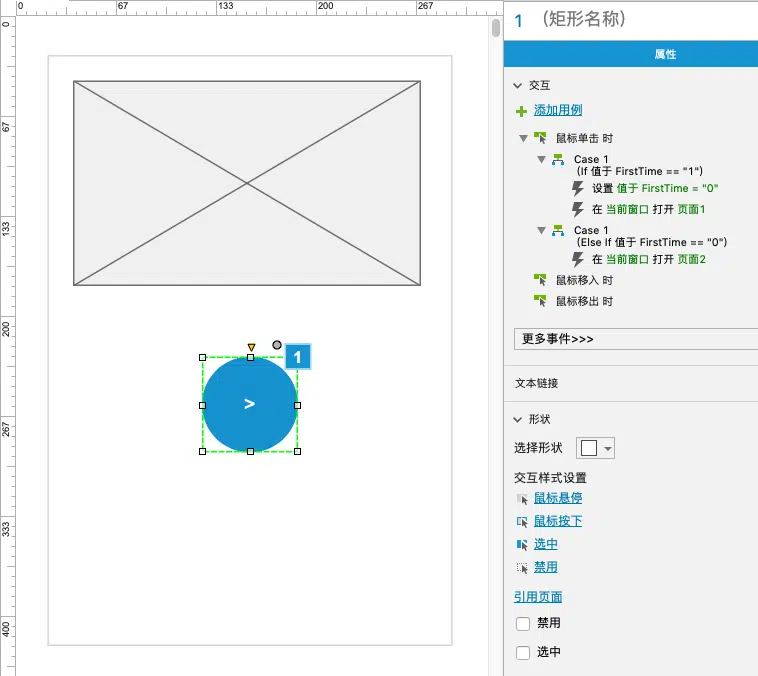 0 67 133 200 267
0
67
133
200
267
333
400
>
1
1 (矩形名称)
属性
交互
添加用例
鼠标单击 时
Case 1
(If 值于 FirstTime == "1")
设置 值于 FirstTime = "0"
在 当前窗口 打开 页面1
Case 1
(Else If 值于 FirstTime == "0")
在 当前窗口 打开 页面2
鼠标移入 时
鼠标移出 时
更多事件>>>
文本链接
形状
选择形状
交互样式设置
鼠标悬停
鼠标按下
选中
禁用
引用页面
禁用
选中